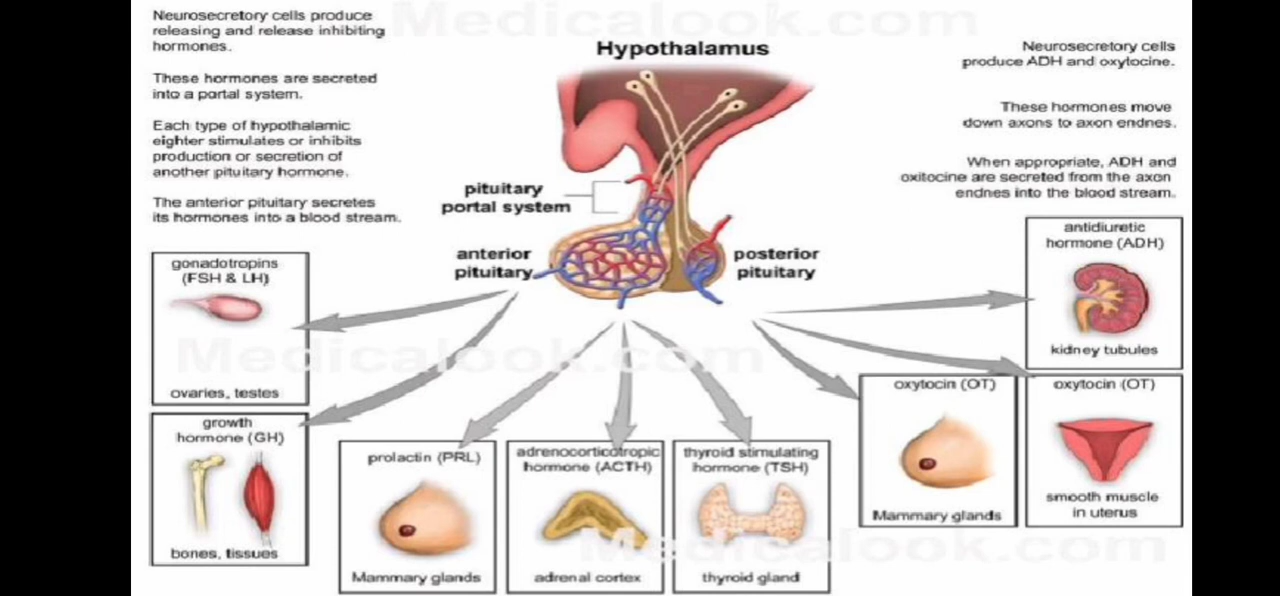 Medicalook.com
Neurosecretory cells produce
releasing and release inhibiting
hormones.
These hormones are secreted
into a portal system.
Each type of hypothalamic
eighter stimulates or inhibits
production or secretion of
another pituitary hormone.
The anterior pituitary secretes
its hormones into a blood stream.
Hypothalamus
Neurosecretory cells
produce ADH and oxytocine.
These hormones move
down axons to axon endnes.
When appropriate, ADH and
oxitocine are secreted from the axon
endnes into the blood stream.
pituitary
portal system
anterior
pituitary
posterior
pituitary
gonadotropins
(FSH & LH)
ovaries, testes
antidiuretic
hormone (ADH)
kidney tubules
Medicalook.com
growth
hormone (GH)
bones, tissues
prolactin (PRL)
Mammary glands
adrenocorticotropic
hormone (ACTH)
adrenal cortex
thyroid stimulating
hormone (TSH)
thyroid gland
oxytocin (OT)
Mammary glands
oxytocin (OT)
smooth muscle
in uterus
Medicalook.com